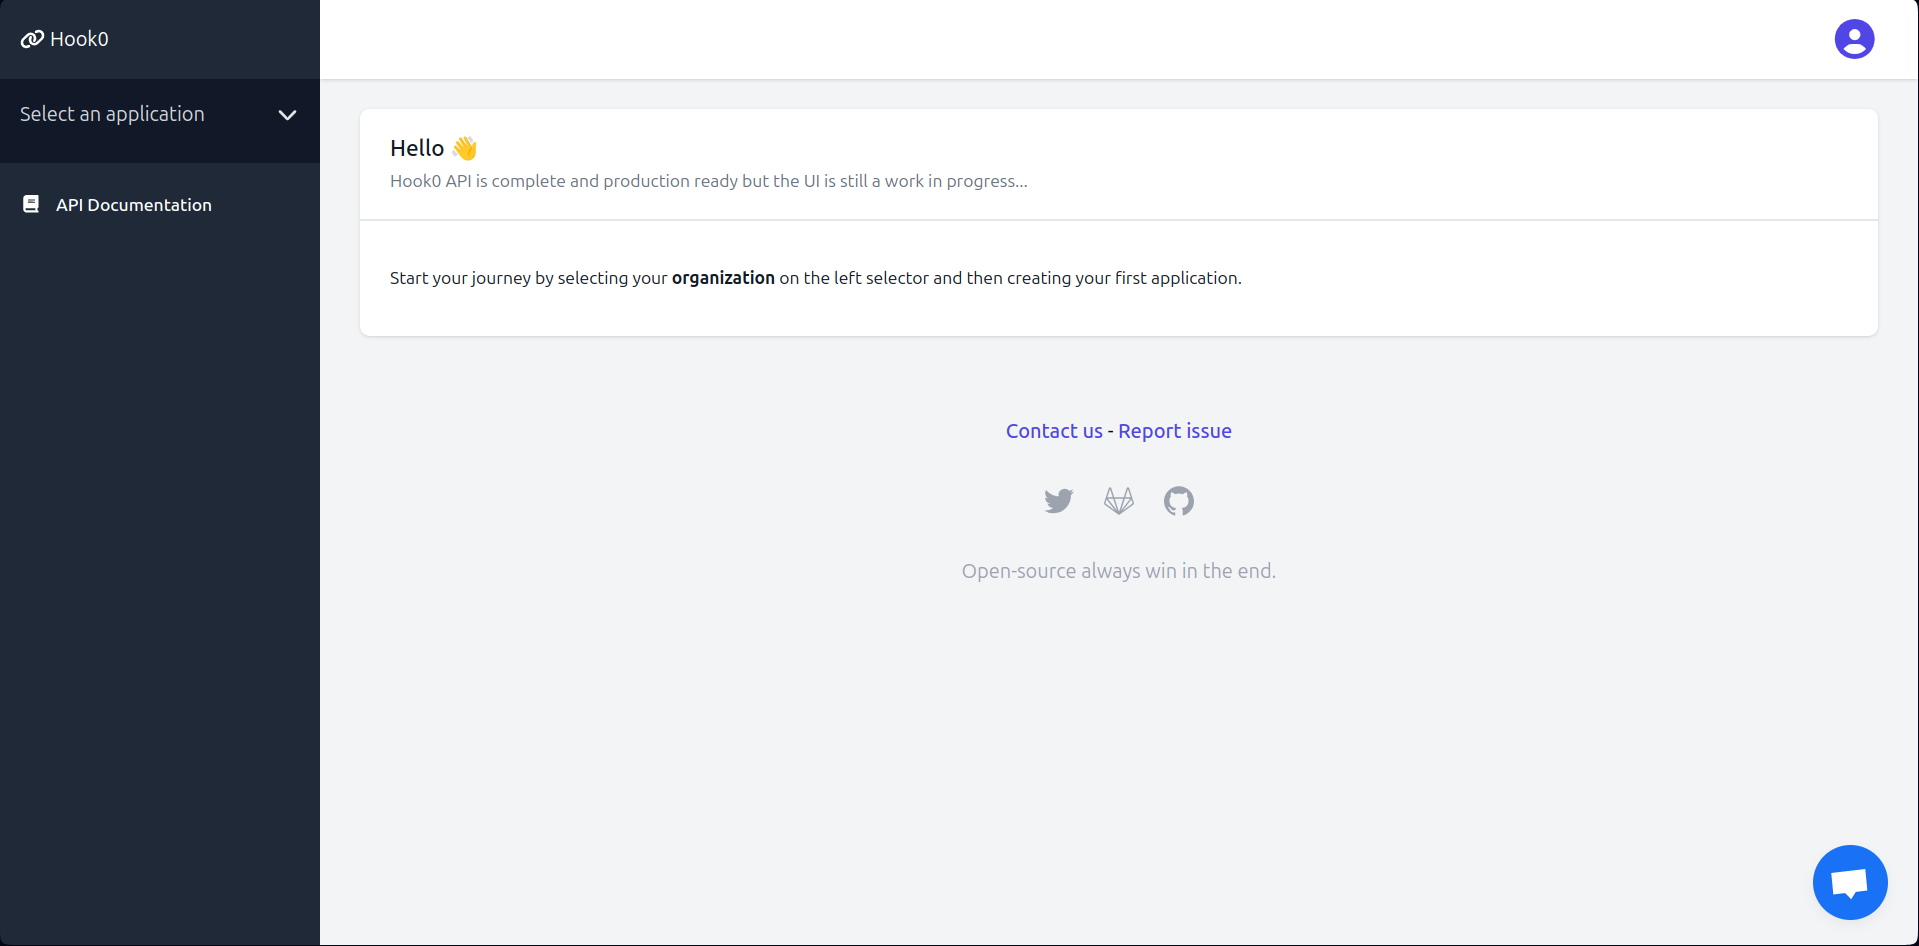 Hook0
Select an application
API Documentation
Hello 👋
Hook0 API is complete and production ready but the UI is still a work in progress...
Start your journey by selecting your organization on the left selector and then creating your first application.
Contact us - Report issue
Open-source always win in the end.